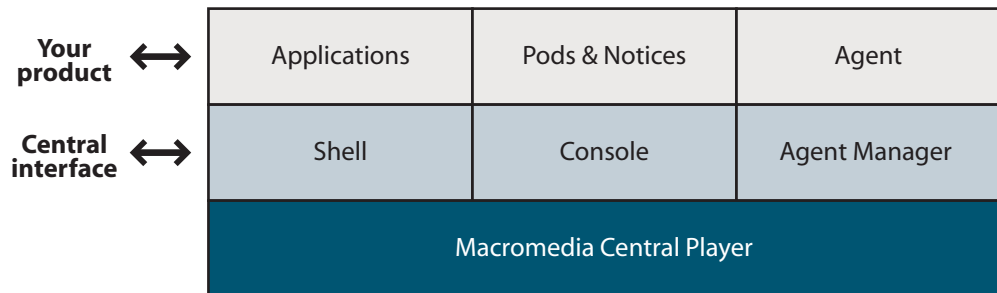 Your
product
Applications
Pods & Notices
Agent
Central
interface
Shell
Console
Agent Manager
Macromedia Central Player